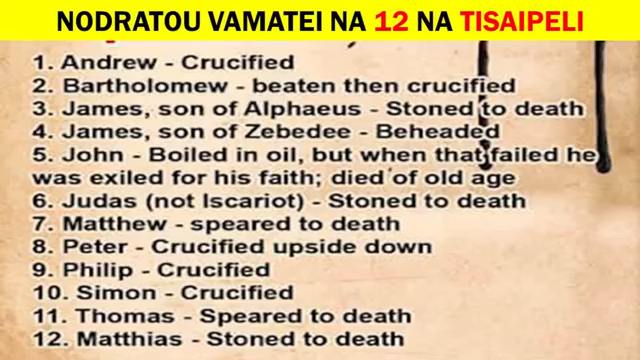 NODRATOU VAMATEI NA 12 NA TISAIPELI
1. Andrew - Crucified
2. Bartholomew - beaten then crucified
3. James, son of Alphaeus - Stoned to death
4. James, son of Zebedee - Beheaded
5. John - Boiled in oil, but when that failed he
was exiled for his faith; died of old age
6. Judas (not Iscariot) - Stoned to death
7. Matthew - speared to death
8. Peter - Crucified upside down
9. Philip - Crucified
10. Simon - Crucified
11. Thomas - Speared to death
12. Matthias - Stoned to death